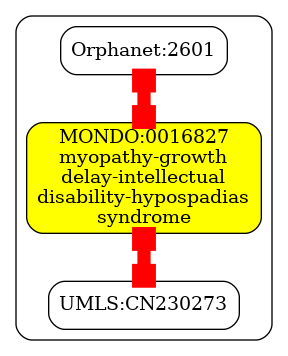 Orphanet:2601
MONDO:0016827
myopathy-growth
delay-intellectual
disability-hypospadias
syndrome
UMLS:CN230273